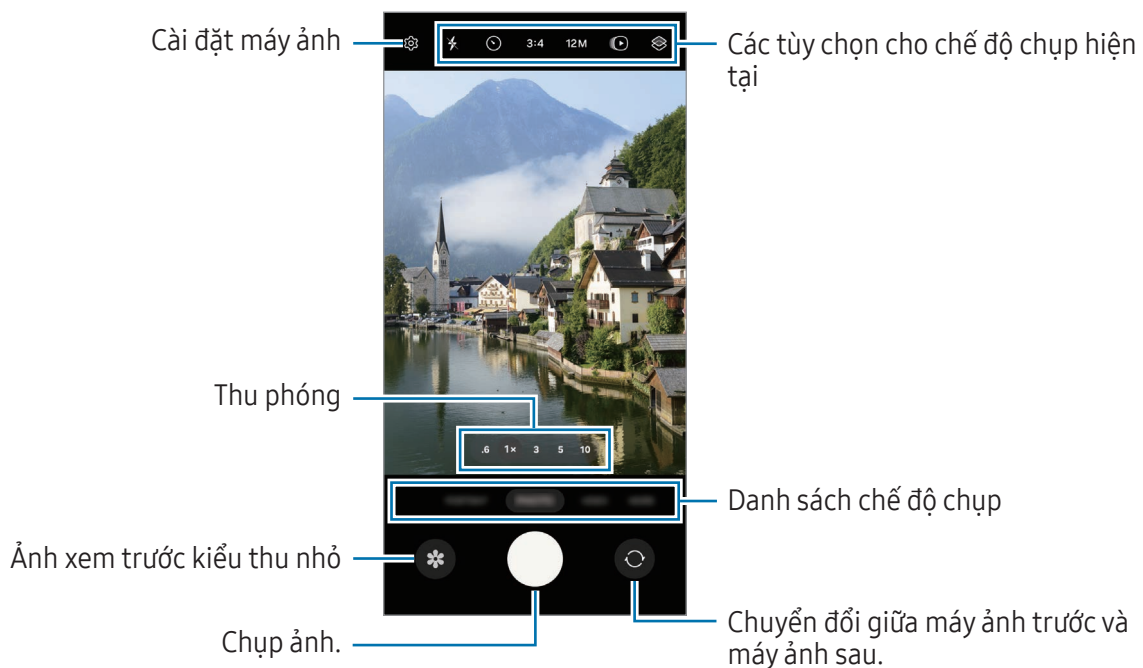 Cài đặt máy ảnh
3:4 12M
Các tùy chọn cho chế độ chụp hiện
tại
Thu phóng
.6 1× 3 5 10
Danh sách chế độ chụp
Ảnh xem trước kiểu thu nhỏ
Chụp ảnh.
Chuyển đổi giữa máy ảnh trước và
máy ảnh sau.